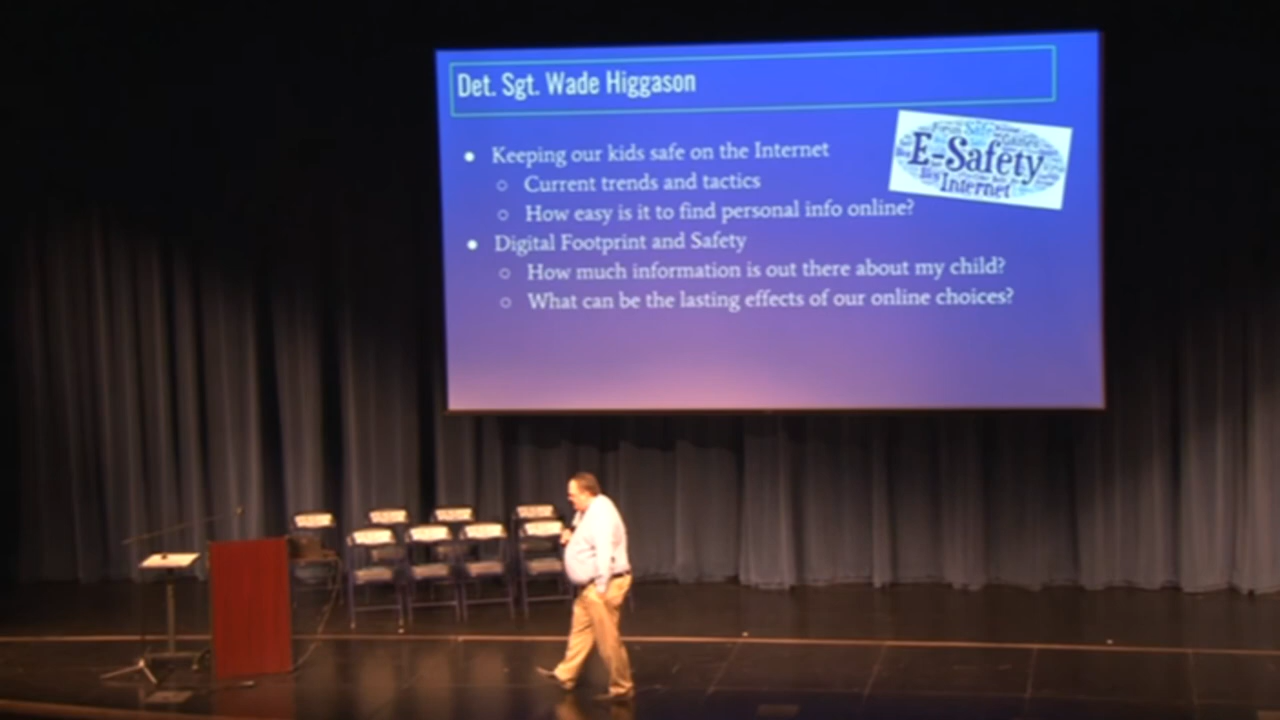 Det. Sgt. Wade Higgason
● Keeping our kids safe on the Internet
○ Current trends and tactics
○ How easy is it to find personal info online?
● Digital Footprint and Safety
○ How much information is out there about my child?
○ What can be the lasting effects of our online choices?
E-Safety
Internet